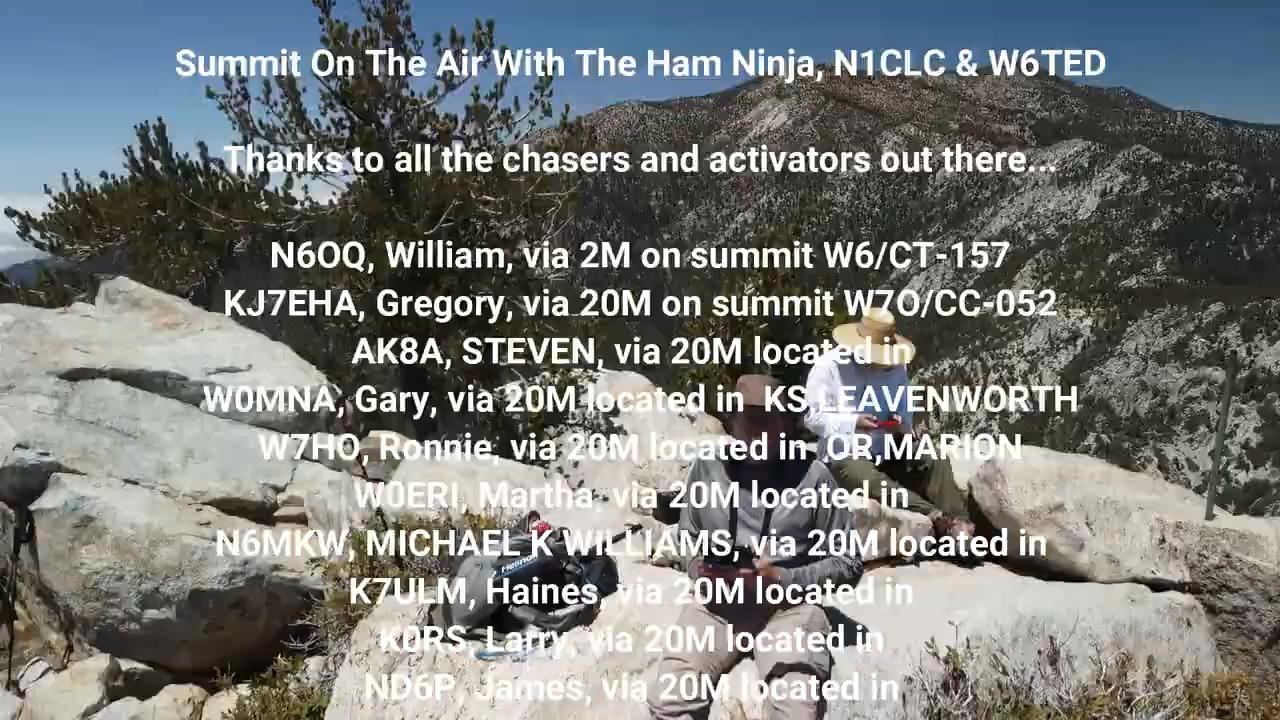 Summit On The Air With The Ham Ninja, N1CLC & W6TED
Thanks to all the chasers and activators out there...
N6OQ, William, via 2M on summit W6/CT-157
KJ7EHA, Gregory, via 20M on summit W7O/CC-052
AK8A, STEVEN, via 20M located in
W0MNA, Gary, via 20M located in KS,LEAVENWORTH
W7HO, Ronnie, via 20M located in OR,MARION
W0ERI, Martha, via 20M located in
N6MKW, MICHAEL K WILLIAMS, via 20M located in
Helinox
K7ULM, Haines, via 20M located in
K0RS, Larry, via 20M located in
ND6P, James, via 20M located in